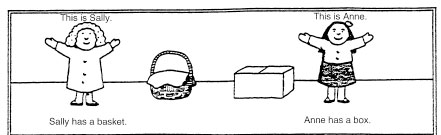 This is Sally.
This is Anne.
Sally has a basket.
Anne has a box.